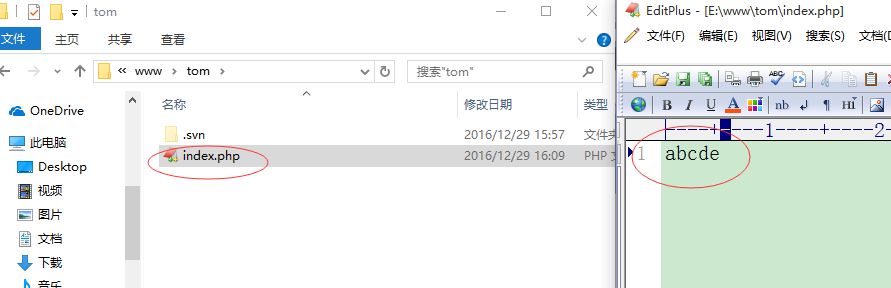 tom
文件 主页 共享 查看
www tom 搜索"tom"
OneDrive
此电脑
Desktop
视频
图片
文档
下载
音乐
名称 修改日期 类型
.svn 2016/12/29 15:57 文件夹
index.php 2016/12/29 16:09 PHP
EditPlus - [E:\www\tom\index.php]
文件(F) 编辑(E) 视图(V) 搜索(S) 文档(
ABC
B I U A nb ¶ HI
----+----1----+----2
1 abcde